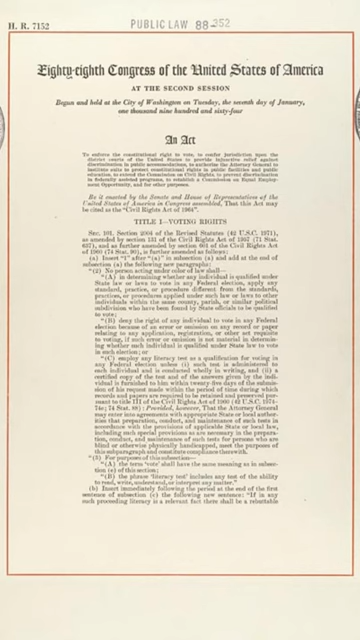 H. R. 7152
PUBLIC LAW 88-352
Eighty-eighth Congress of the United States of America
AT THE SECOND SESSION
Begun and held at the City of Washington on Tuesday, the seventh day of January,
one thousand nine hundred and sixty-four
An Act
To enforce the constitutional right to vote, to confer jurisdiction upon the
district courts of the United States to provide injunctive relief against
discrimination in public accommodations, to authorize the Attorney General to
institute suits to protect constitutional rights in public facilities and public
education, to extend the Commission on Civil Rights, to prevent discrimination
in federally assisted programs, to establish a Commission on Equal Employ-
ment Opportunity, and for other purposes.
Be it enacted by the Senate and House of Representatives of the
United States of America in Congress assembled, That this Act may
be cited as the "Civil Rights Act of 1964".
TITLE I—VOTING RIGHTS
SEC. 101. Section 2004 of the Revised Statutes (42 U.S.C. 1971),
as amended by section 131 of the Civil Rights Act of 1957 (71 Stat.
637), and as further amended by section 601 of the Civil Rights Act
of 1960 (74 Stat. 90), is further amended as follows:
(a) Insert "1" after "(a)" in subsection (a) and add at the end of
subsection (a) the following new paragraphs:
"(2) No person acting under color of law shall—
"(A) in determining whether any individual is qualified under
State law or laws to vote in any Federal election, apply any
standard, practice, or procedure different from the standards,
practices, or procedures applied under such law or laws to other
individuals within the same county, parish, or similar political
subdivision who have been found by State officials to be qualified
to vote;
"(B) deny the right of any individual to vote in any Federal
election because of an error or omission on any record or paper
relating to any application, registration, or other act requisite
to voting, if such error or omission is not material in determin-
ing whether such individual is qualified under State law to vote
in such election; or
"(C) employ any literacy test as a qualification for voting in
any Federal election unless (i) such test is administered to
each individual and is conducted wholly in writing, and (ii) a
certified copy of the test and of the answers given by the indi-
vidual is furnished to him within twenty-five days of the submis-
sion of his request made within the period of time during which
records and papers are required to be retained and preserved pur-
suant to title III of the Civil Rights Act of 1960 (42 U.S.C. 1974-
74e; 74 Stat. 88): Provided, however, That the Attorney General
may enter into agreements with appropriate State or local author-
ities that preparation, conduct, and maintenance of such tests in
accordance with the provisions of applicable State or local law,
including such special provisions as are necessary in the prepara-
tion, conduct, and maintenance of such tests for persons who are
blind or otherwise physically handicapped, meet the purposes of
this subparagraph and constitute compliance therewith.
"(3) For purposes of this subsection—
"(A) the term 'vote' shall have the same meaning as in subsec-
tion (e) of this section;
"(B) the phrase 'literacy test' includes any test of the ability
to read, write, understand, or interpret any matter."
(b) Insert immediately following the period at the end of the first
sentence of subsection (c) the following new sentence: "If in any
such proceeding literacy is a relevant fact there shall be a rebuttable